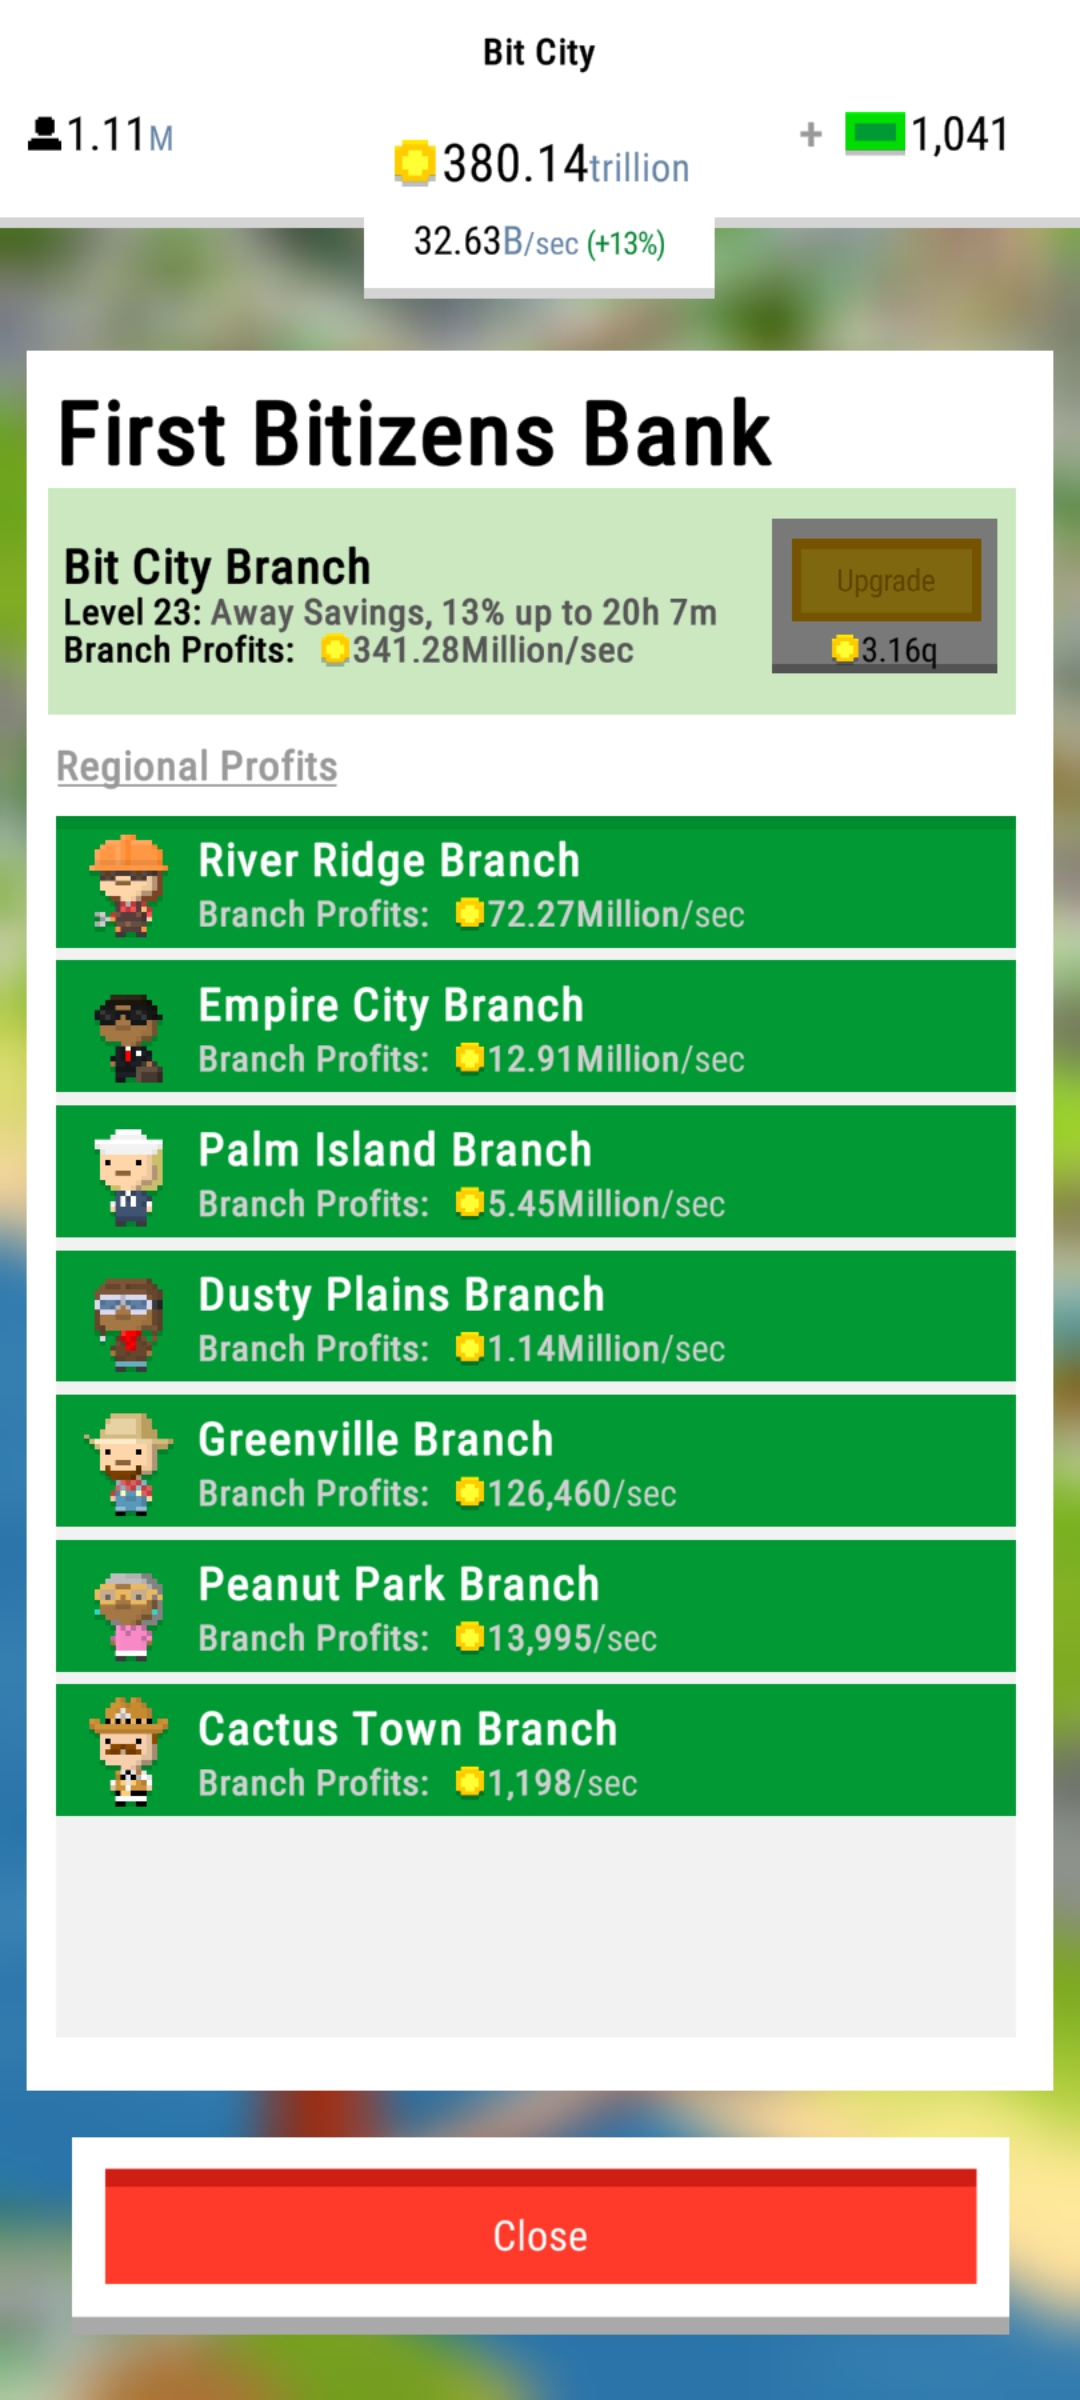 Bit City
1.11M
380.14trillion
+ 1,041
32.63B/sec (+13%)
First Bitizens Bank
Bit City Branch
Level 23: Away Savings, 13% up to 20h 7m
Branch Profits: 341.28Million/sec
Upgrade
3.16q
Regional Profits
River Ridge Branch
Branch Profits: 72.27Million/sec
Empire City Branch
Branch Profits: 12.91Million/sec
Palm Island Branch
Branch Profits: 5.45Million/sec
Dusty Plains Branch
Branch Profits: 1.14Million/sec
Greenville Branch
Branch Profits: 126,460/sec
Peanut Park Branch
Branch Profits: 13,995/sec
Cactus Town Branch
Branch Profits: 1,198/sec
Close